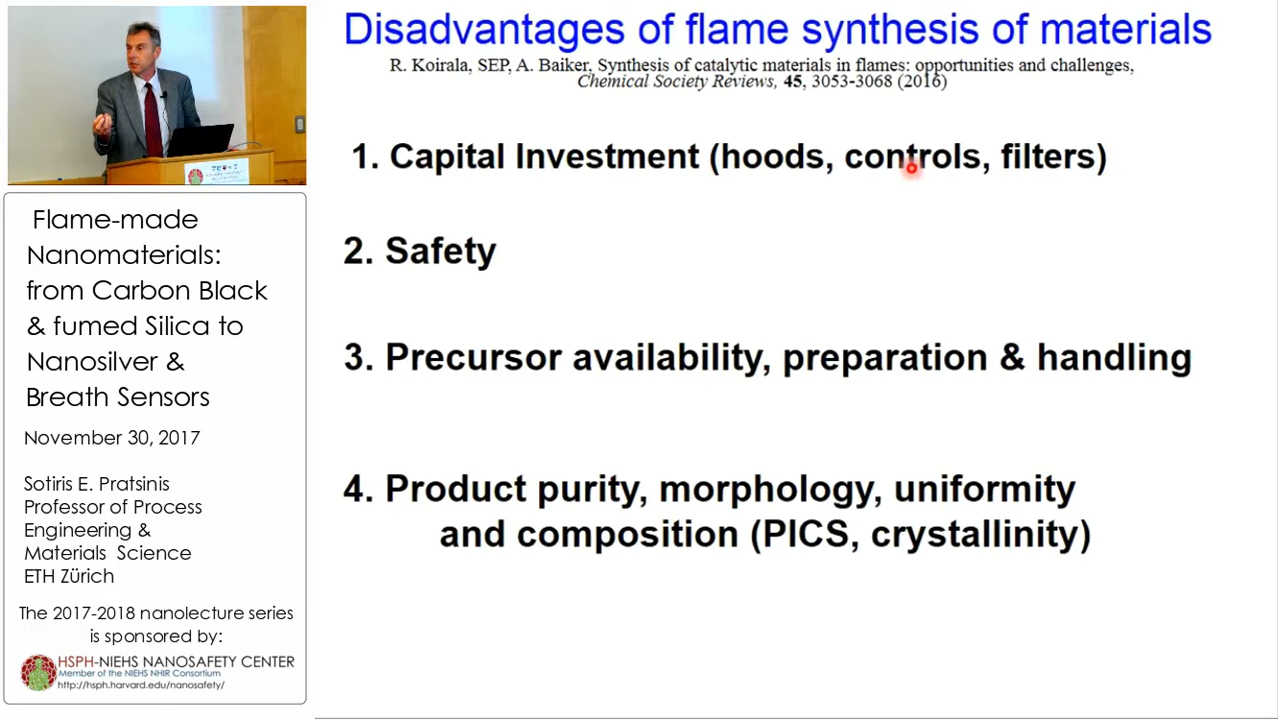 Disadvantages of flame synthesis of materials
R. Koirala, SEP, A. Baiker, Synthesis of catalytic materials in flames: opportunities and challenges,
Chemical Society Reviews, 45, 3053-3068 (2016)
1. Capital Investment (hoods, controls, filters)
2. Safety
3. Precursor availability, preparation & handling
4. Product purity, morphology, uniformity
and composition (PICS, crystallinity)
Flame-made
Nanomaterials:
from Carbon Black
& fumed Silica to
Nanosilver &
Breath Sensors
November 30, 2017
Sotiris E. Pratsinis
Professor of Process
Engineering &
Materials Science
ETH Zürich
The 2017-2018 nanolecture series
is sponsored by:
HSPH-NIEHS NANOSAFETY CENTER
Member of the NIEHS NHIR Consortium
http://hsph.harvard.edu/nanosafety/